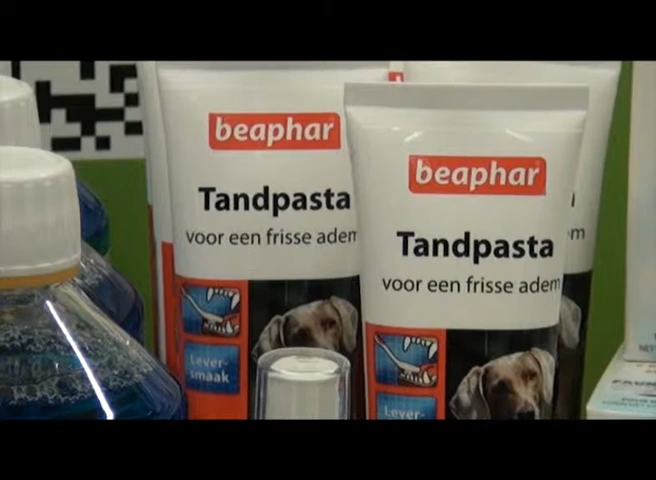 beaphar
Tandpasta
voor een frisse adem
Lever-
smaak
beaphar
Tandpasta
voor een frisse adem
Lever-